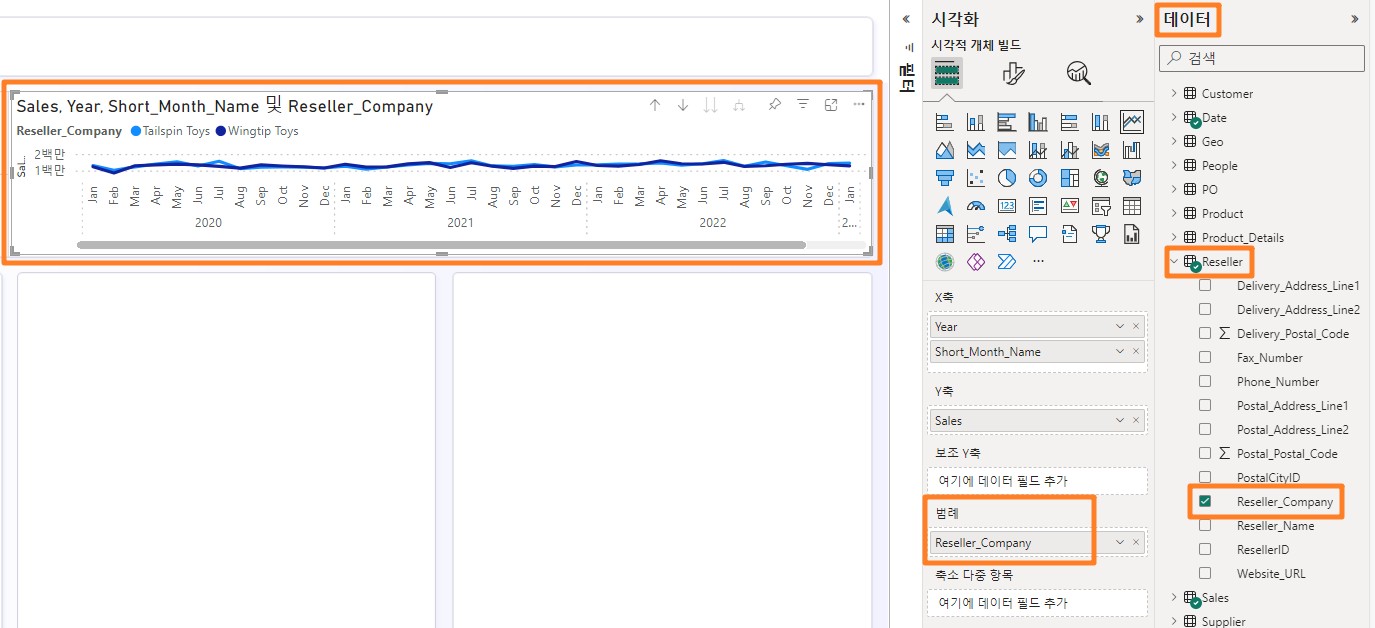 Sales, Year, Short_Month_Name 및 Reseller_Company
Reseller_Company Tailspin Toys Wingtip Toys
Sal...
2백만
1백만
Jan Feb Mar Apr May Jun Jul Aug Sep Oct Nov Dec Jan Feb Mar Apr May Jun Jul Aug Sep Oct Nov Dec Jan Feb Mar Apr May Jun Jul Aug Sep Oct Nov Dec Jan
2020 2021 2022 2...
필터
시각화
시각적 개체 빌드
123
...
X축
Year
Short_Month_Name
Y축
Sales
보조 Y축
여기에 데이터 필드 추가
범례
Reseller_Company
축소 다중 항목
여기에 데이터 필드 추가
데이터
검색
Customer
Date
Geo
People
PO
Product
Product_Details
Reseller
Delivery_Address_Line1
Delivery_Address_Line2
Delivery_Postal_Code
Fax_Number
Phone_Number
Postal_Address_Line1
Postal_Address_Line2
Postal_Postal_Code
PostalCityID
Reseller_Company
Reseller_Name
ResellerID
Website_URL
Sales
Supplier